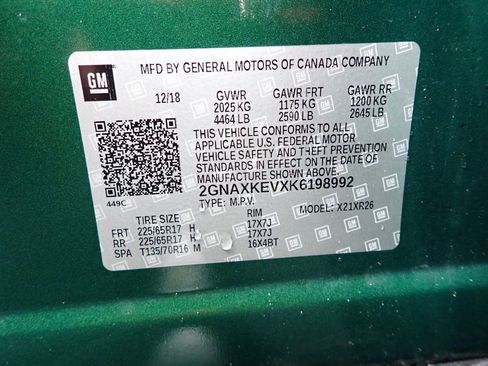 GM
MFD BY GENERAL MOTORS OF CANADA COMPANY
12/18 GVWR GAWR FRT GAWR RR
2025 KG 1175 KG 1200 KG
4464 LB 2590 LB 2645 LB
THIS VEHICLE CONFORMS TO ALL
APPLICABLE U.S. FEDERAL MOTOR
VEHICLE SAFETY AND THEFT PREVENTION
STANDARDS IN EFFECT ON THE DATE OF
MANUFACTURE SHOWN ABOVE.
2GNAXKEVXK6198992
449C TYPE: M.P.V. MODEL: X21XR26
TIRE SIZE RIM
FRT 225/65R17 H 17X7J
RR 225/65R17 H 17X7J
SPA T135/70R16 M 16X4BT